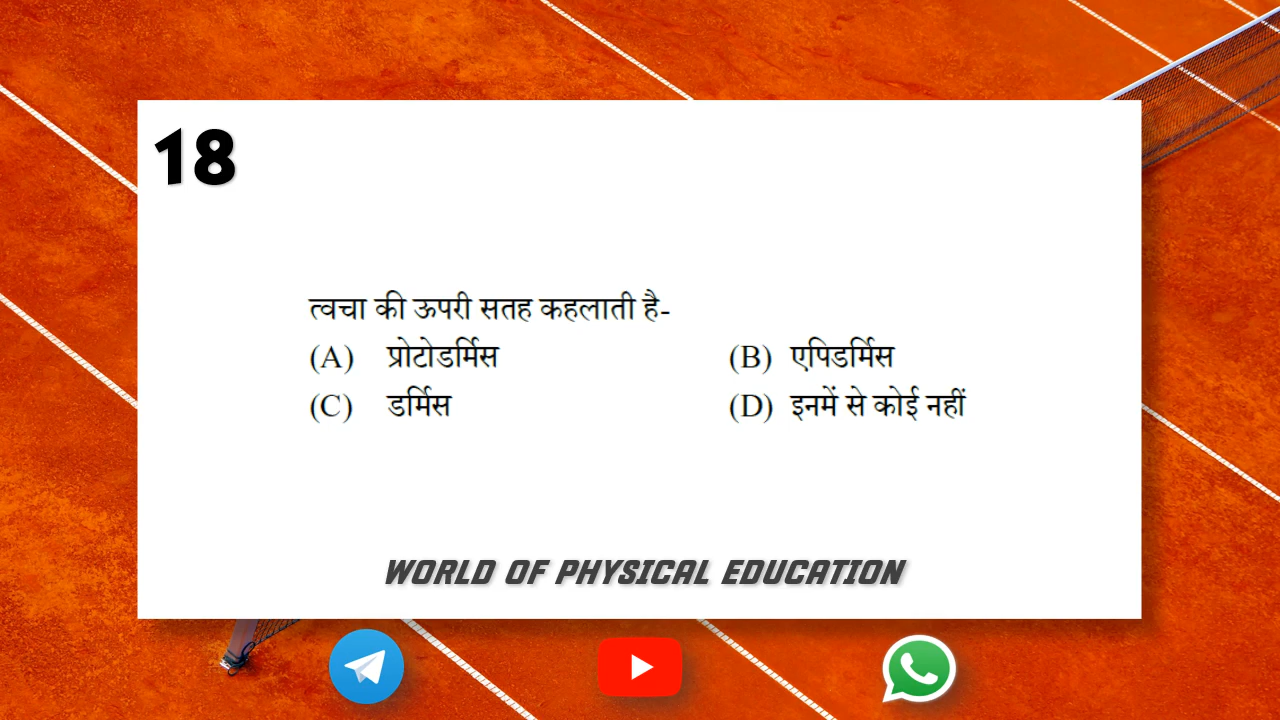 18
त्वचा की ऊपरी सतह कहलाती है-
(A) प्रोटोडर्मिस (B) एपिडर्मिस
(C) डर्मिस (D) इनमें से कोई नहीं
WORLD OF PHYSICAL EDUCATION